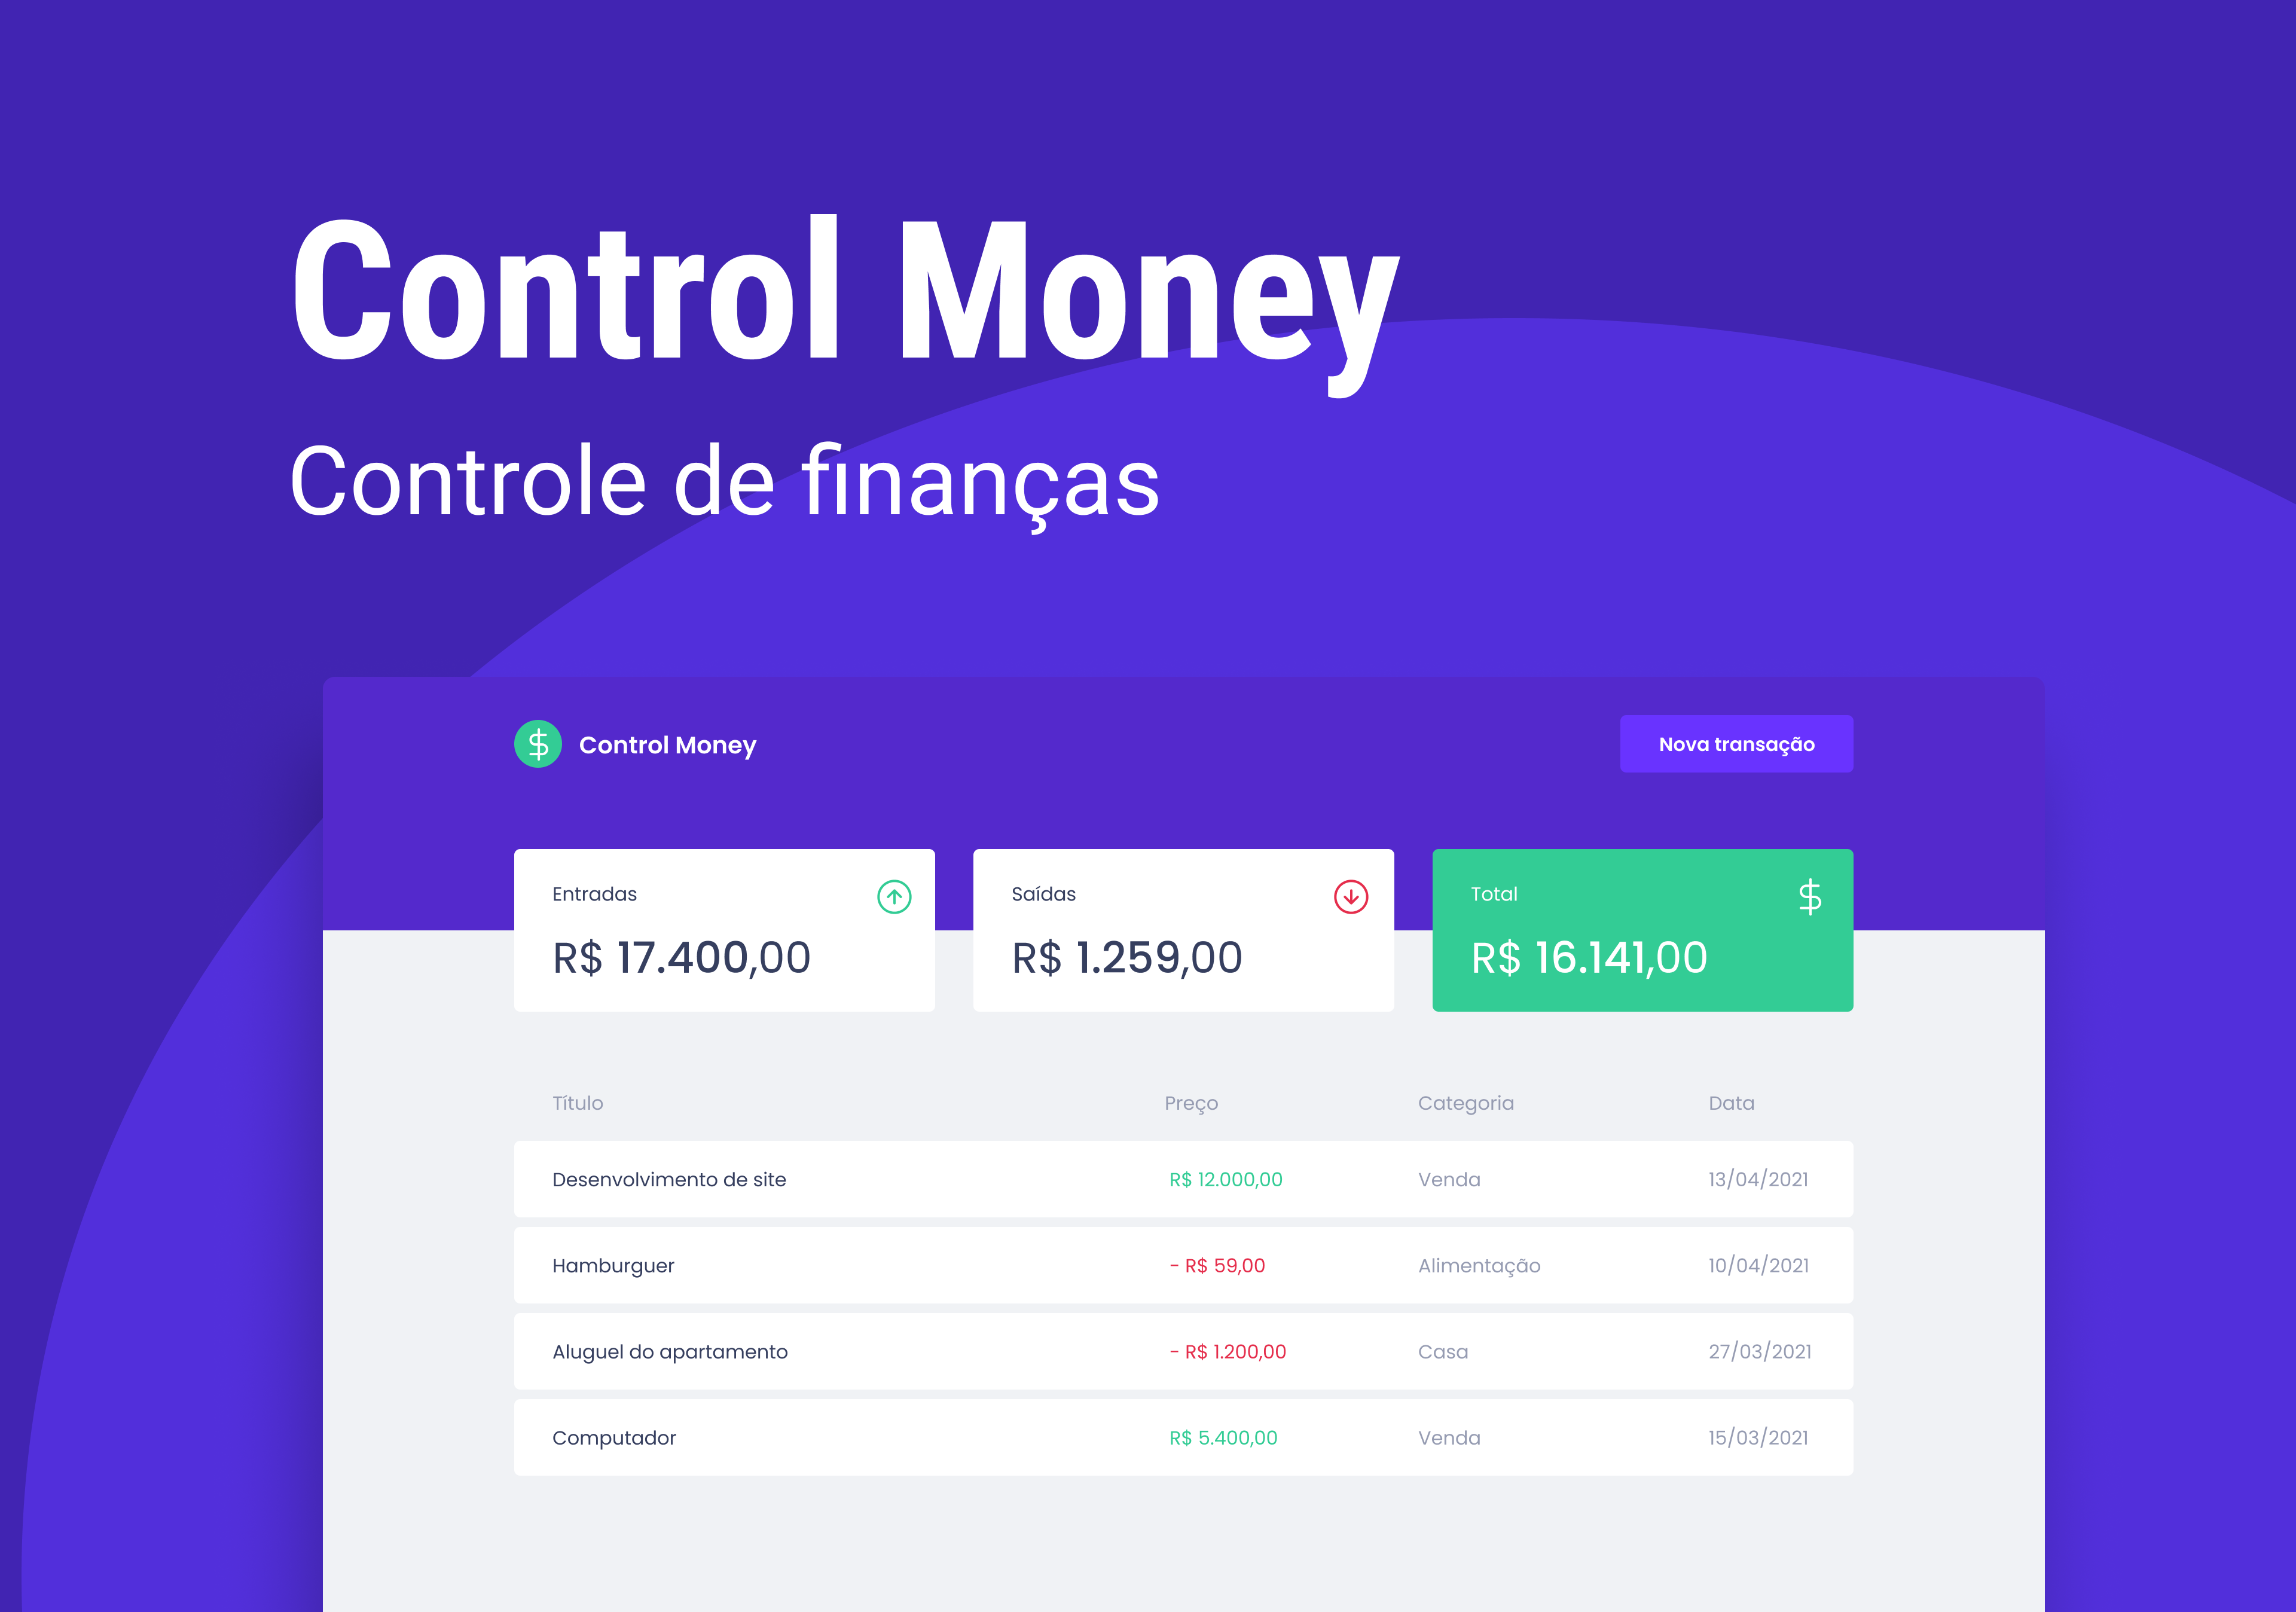 Control Money
Controle de finanças
Control Money
Nova transação
Entradas
R$ 17.400,00
Saídas
R$ 1.259,00
Total
R$ 16.141,00
Título Preço Categoria Data
Desenvolvimento de site R$ 12.000,00 Venda 13/04/2021
Hamburguer - R$ 59,00 Alimentação 10/04/2021
Aluguel do apartamento - R$ 1.200,00 Casa 27/03/2021
Computador R$ 5.400,00 Venda 15/03/2021